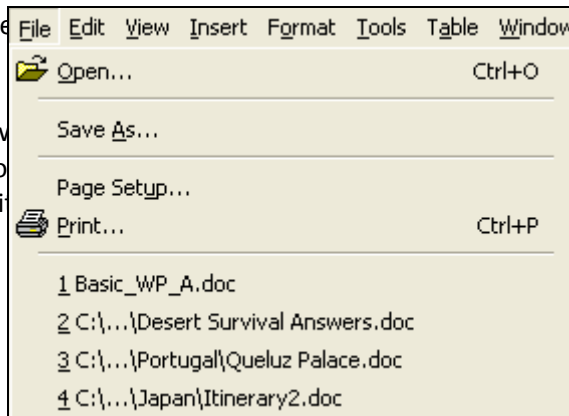 File Edit View Insert Format Tools Table Window
Open... Ctrl+O
Save As...
Page Setup...
Print... Ctrl+P
1 Basic_WP_A.doc
2 C:\...\Desert Survival Answers.doc
3 C:\...\Portugal\Queluz Palace.doc
4 C:\...\Japan\Itinerary2.doc